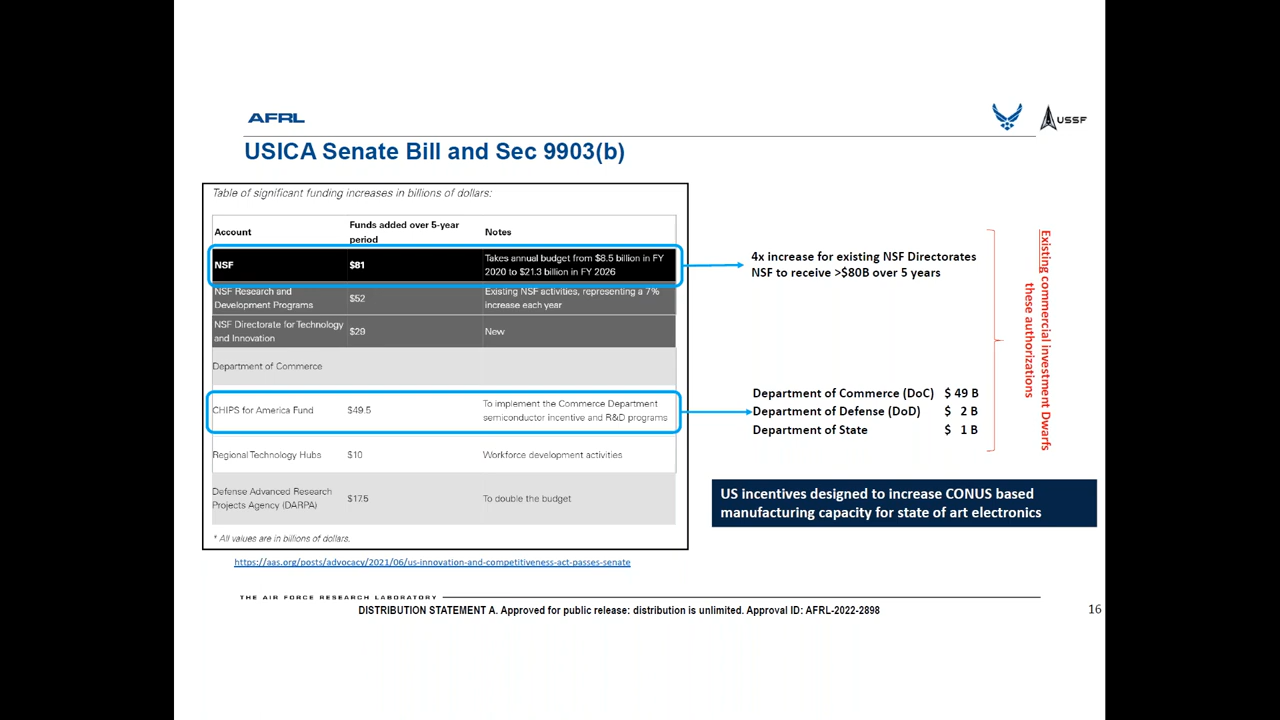 AFRL
USSF
USICA Senate Bill and Sec 9903(b)
Table of significant funding increases in billions of dollars:
Account
Funds added over 5-year
period
Notes
NSF
$81
Takes annual budget from $8.5 billion in FY
2020 to $21.3 billion in FY 2026
NSF Research and
Development Programs
$52
Existing NSF activities, representing a 7%
increase each year
NSF Directorate for Technology
and Innovation
$29
New
Department of Commerce
CHIPS for America Fund
$49.5
To implement the Commerce Department
semiconductor incentive and R&D programs
Regional Technology Hubs
$10
Workforce development activities
Defense Advanced Research
Projects Agency (DARPA)
$17.5
To double the budget
* All values are in billions of dollars.
https://aas.org/posts/advocacy/2021/06/us-innovation-and-competitiveness-act-passes-senate
4x increase for existing NSF Directorates
NSF to receive >$80B over 5 years
Department of Commerce (DoC) $ 49 B
Department of Defense (DoD) $ 2 B
Department of State $ 1 B
Existing commercial investment Dwarfs
these authorizations
US incentives designed to increase CONUS based
manufacturing capacity for state of art electronics
THE AIR FORCE RESEARCH LABORATORY
DISTRIBUTION STATEMENT A. Approved for public release: distribution is unlimited. Approval ID: AFRL-2022-2898
16